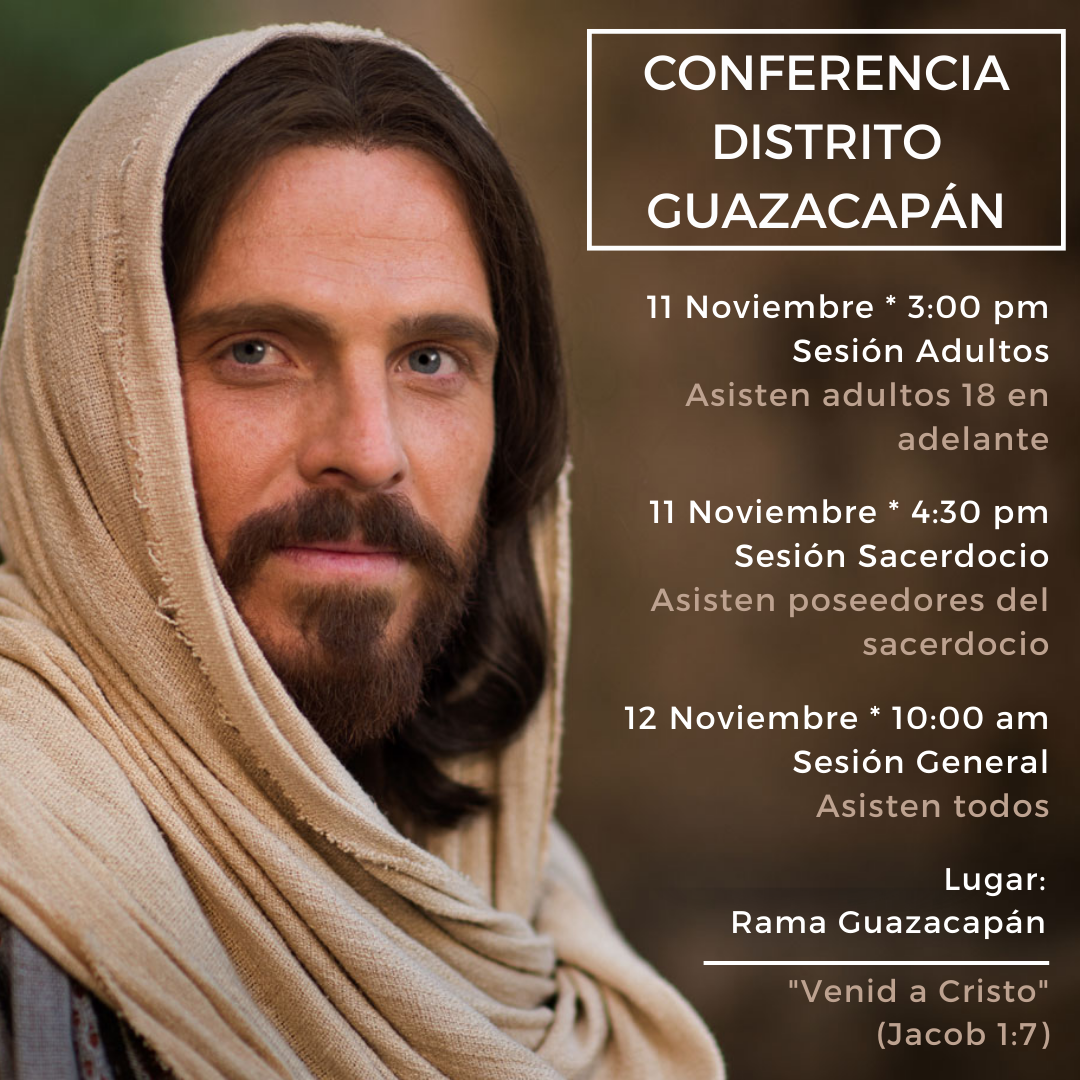 CONFERENCIA
DISTRITO
GUAZACAPÁN
11 Noviembre * 3:00 pm
Sesión Adultos
Asisten adultos 18 en
adelante
11 Noviembre * 4:30 pm
Sesión Sacerdocio
Asisten poseedores del
sacerdocio
12 Noviembre * 10:00 am
Sesión General
Asisten todos
Lugar:
Rama Guazacapán
"Venid a Cristo"
(Jacob 1:7)